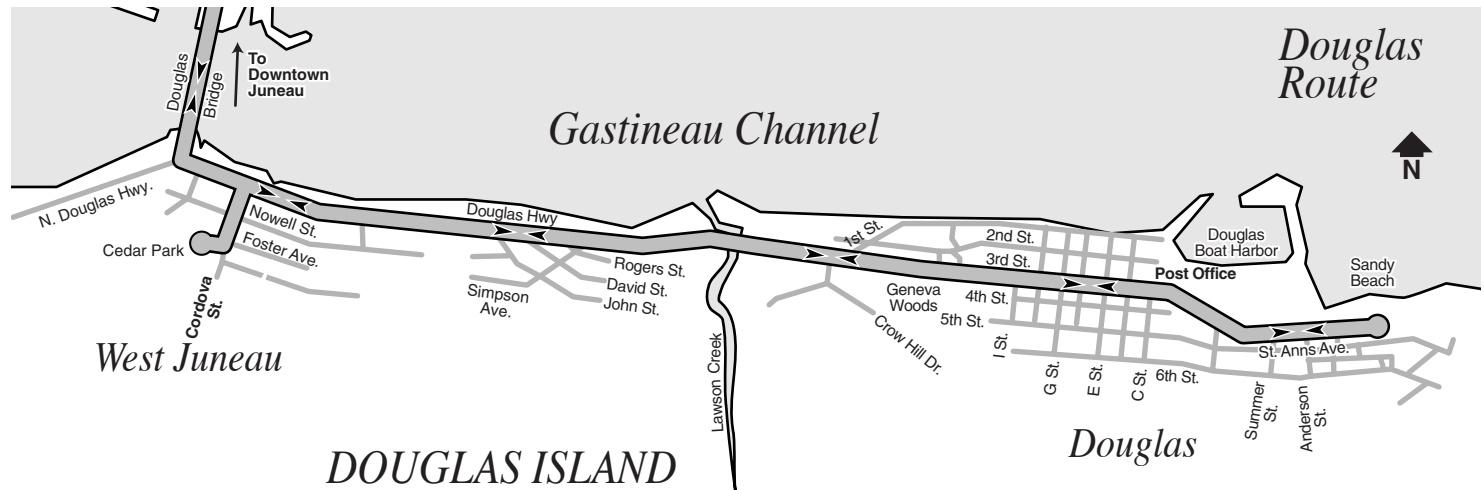 Douglas
Route
To
Downtown
Juneau
Douglas
Bridge
Gastineau Channel
N
N. Douglas Hwy.
Nowell St.
Cedar Park
Foster Ave.
Cordova
St.
West Juneau
Douglas Hwy
Rogers St.
David St.
John St.
Simpson
Ave.
Lawson Creek
1st St.
2nd St.
3rd St.
Geneva
Woods
4th St.
5th St.
Crow Hill Dr.
I St.
G St.
E St.
C St.
6th St.
Post Office
Douglas
Boat Harbor
Sandy
Beach
St. Anns Ave.
Summer
St.
Anderson
St.
Douglas
DOUGLAS ISLAND